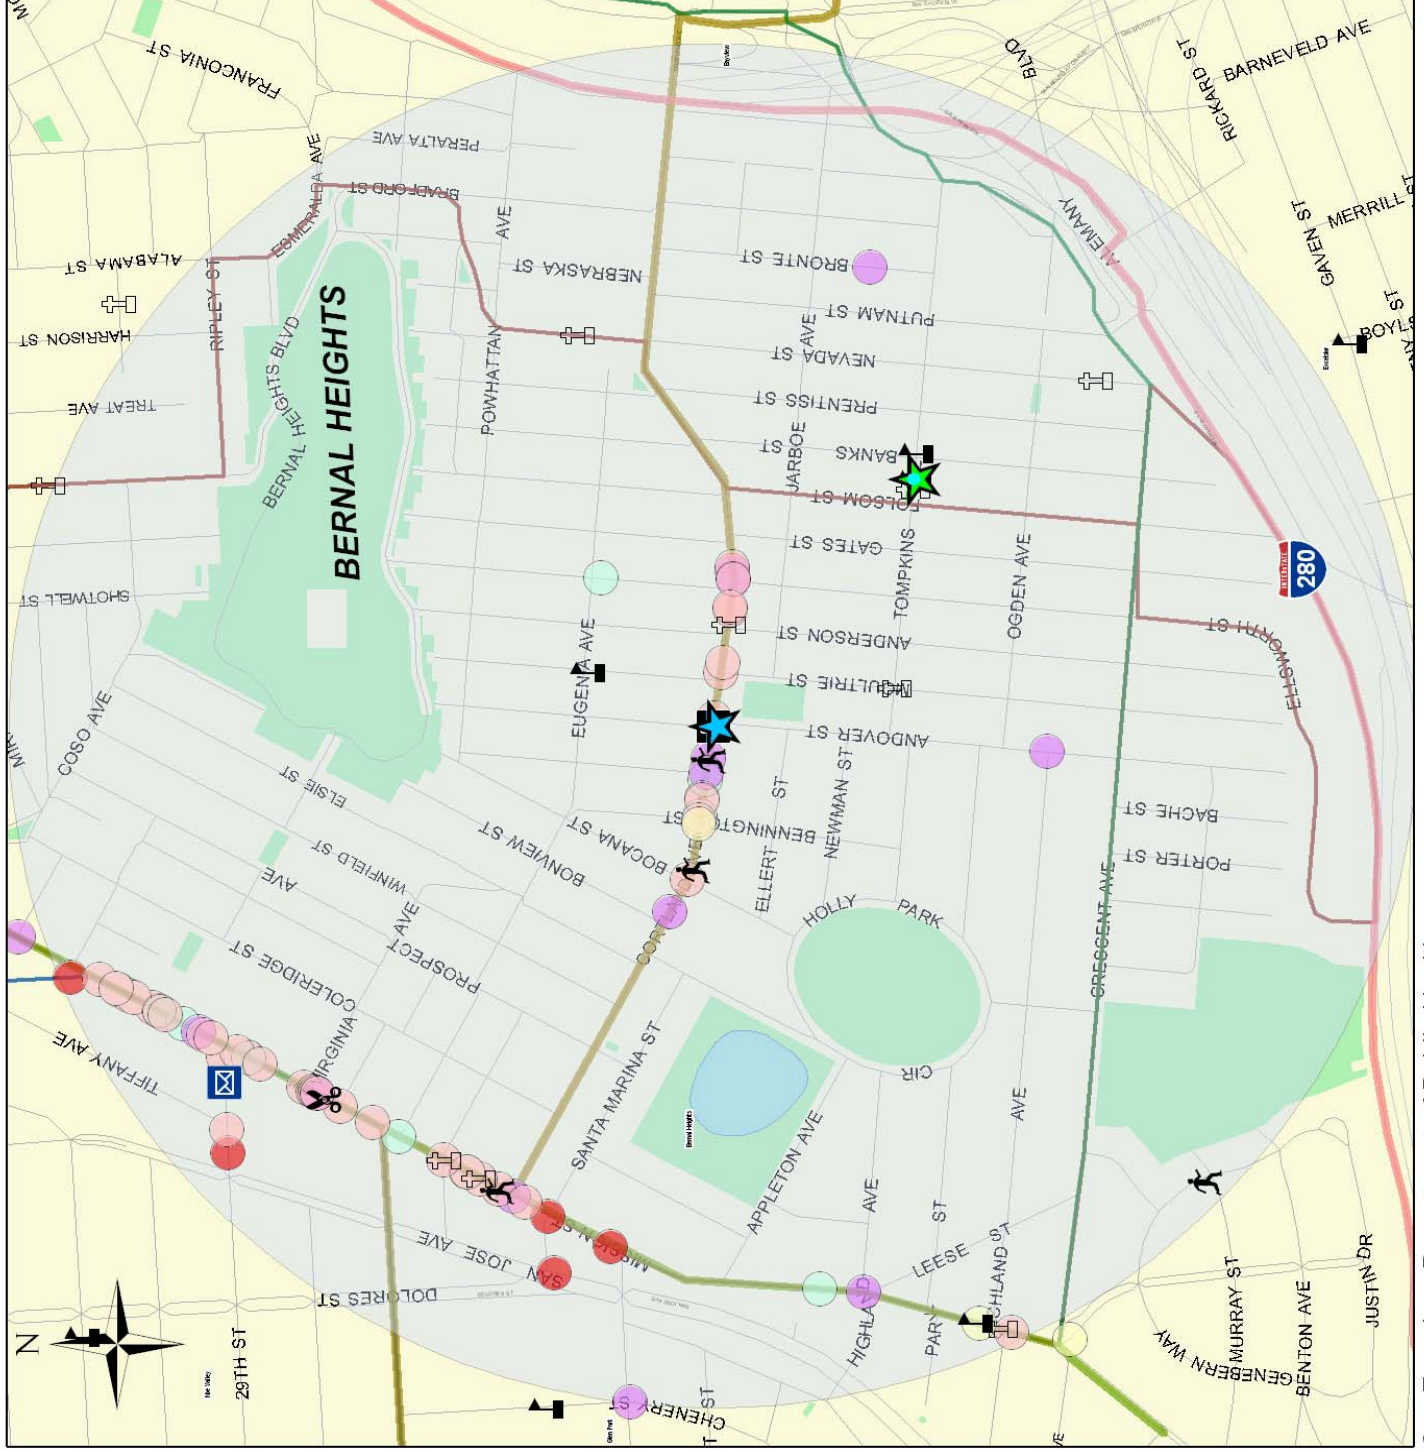 FRANCONIA ST
BLVD
RICKARD ST
BARNEVELD AVE
PERALTA AVE
ESMERALDA AVE
BRADFORD ST
ALABAMA ST
AVE
NEBRASKA ST
BRONTE ST
ALEMANY
GAVEN ST
MERRILL ST
HARRISON ST
RIPLEY ST
BERNAL HEIGHTS BLVD
BERNAL HEIGHTS
POWHATTAN
PUTNAM ST
AVE
NEVADA ST
ST
TREAT AVE
BERNAL HEIGHTS
PRENTISS ST
BANKS ST
JARBOE
FOLSOM ST
GATES ST
SHOTWELL ST
280
TOMPKINS
OGDEN AVE
ANDERSON ST
ELLSWORTH ST
EUGENIA AVE
ST
ANDOVER ST
COSO AVE
ELSIE ST
ST
NEWMAN ST
BACHE ST
BONVIEW ST
BOCANA ST
ELLERT
PORTER ST
WINFIELD ST
AVE
HOLLY PARK
CRESCENT AVE
AVE
PROSPECT
COLERIDGE ST
VIRGINIA
CIR
TIFFANY AVE
SANTA MARINA ST
Bernal Heights
APPLETON AVE
AVE
AVE
ST
SAN JOSE AVE
MISSION ST
LEESE ST
DOLORES ST
HIGHLAND
PARK
MURRAY ST
JUSTIN DR
N
29TH ST
GENEBERN WAY
BENTON AVE
CHENERY ST
ST